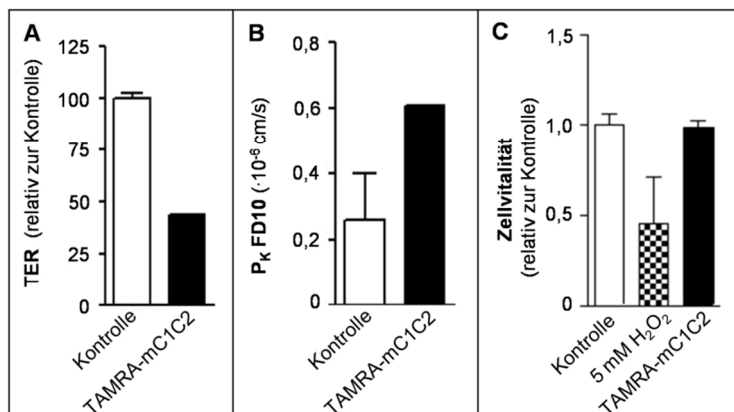 A
TER (relativ zur Kontrolle)
125
100
75
50
25
0
Kontrolle
TAMRA-mC1C2
B
PK FD10 (·10⁻⁶ cm/s)
0,8
0,6
0,4
0,2
0
Kontrolle
TAMRA-mC1C2
C
Zellvitalität
(relativ zur Kontrolle)
1,5
1,0
0,5
0
Kontrolle
5 mM H₂O₂
TAMRA-mC1C2